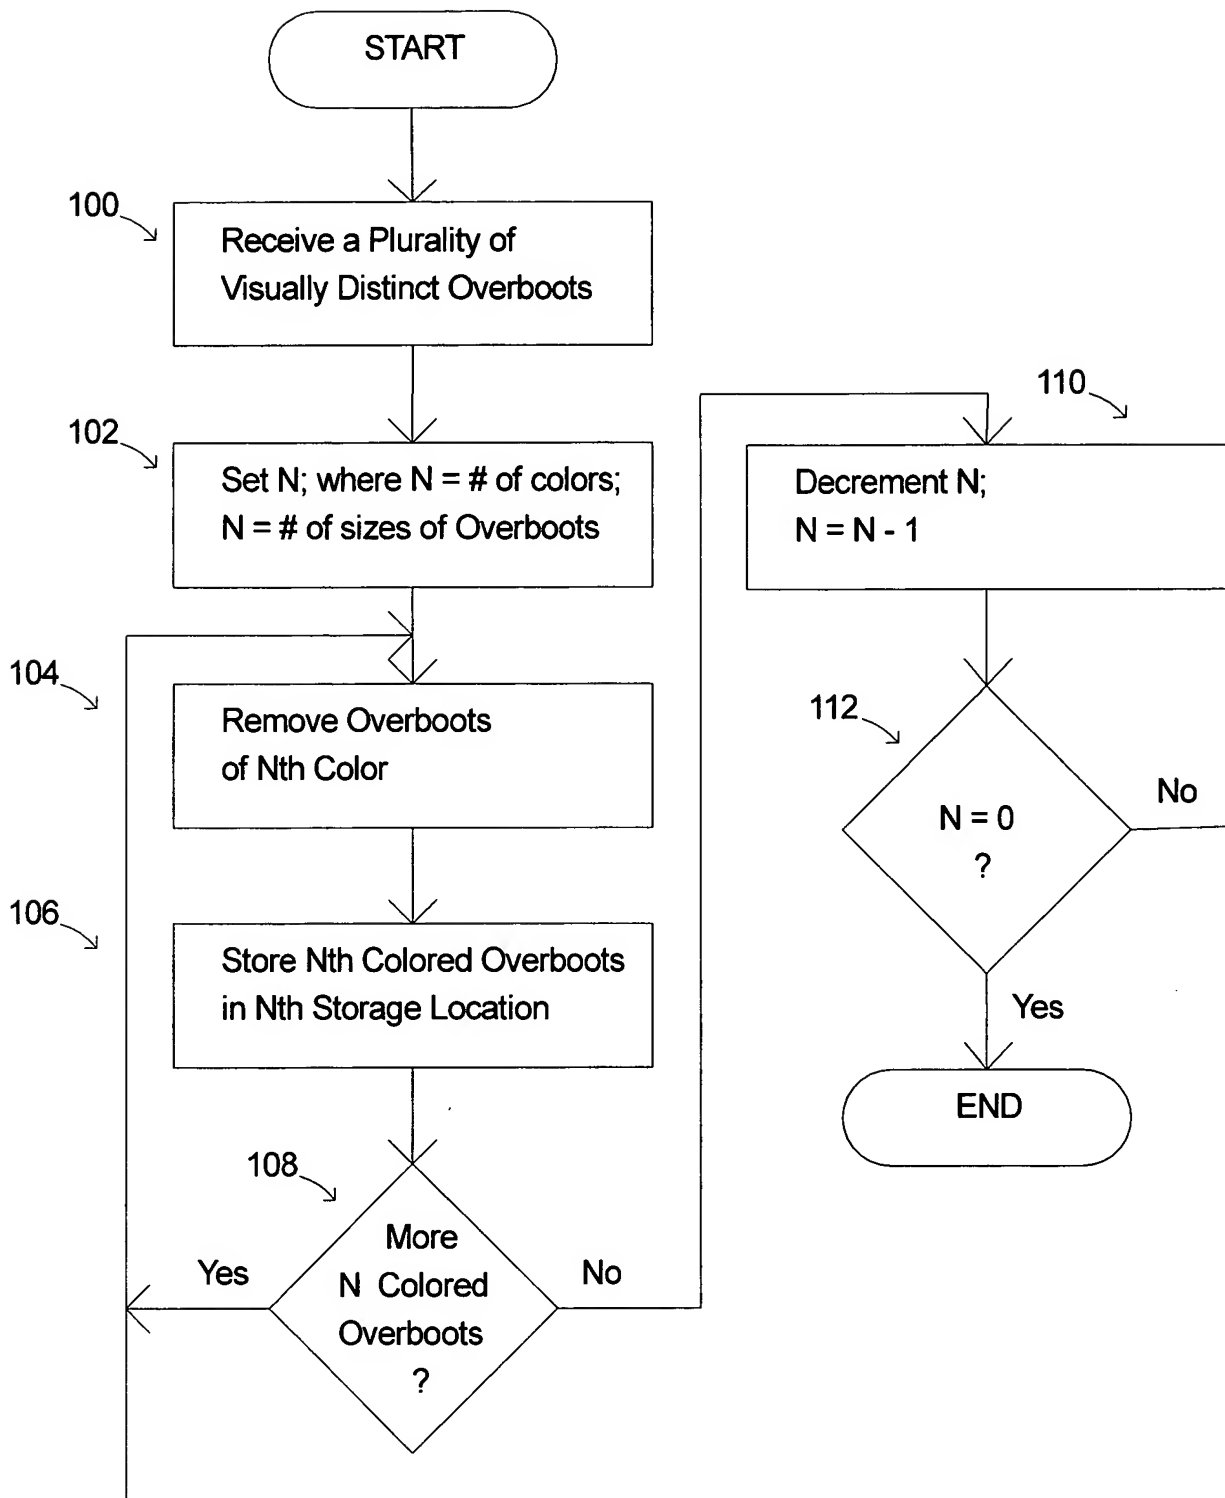 START
100
Receive a Plurality of
Visually Distinct Overboots
102
Set N; where N = # of colors;
N = # of sizes of Overboots
104
Remove Overboots
of Nth Color
106
Store Nth Colored Overboots
in Nth Storage Location
108
More
N Colored
Overboots
?
Yes
No
110
Decrement N;
N = N - 1
112
N = 0
?
No
Yes
END